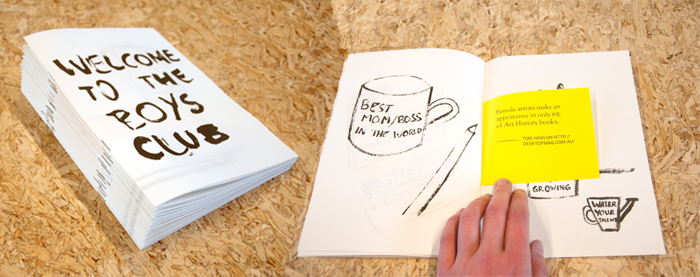 WELCOME
TO THE
BOYS
CLUB
BEST
MOM/BOSS
IN THE WORLD
Female artists make an
appearance in only 6%
of Art History books.
TORI HINN ON HTTP://
DESKTOPMAG.COM.AU/
GROWING
WATER
YOUR